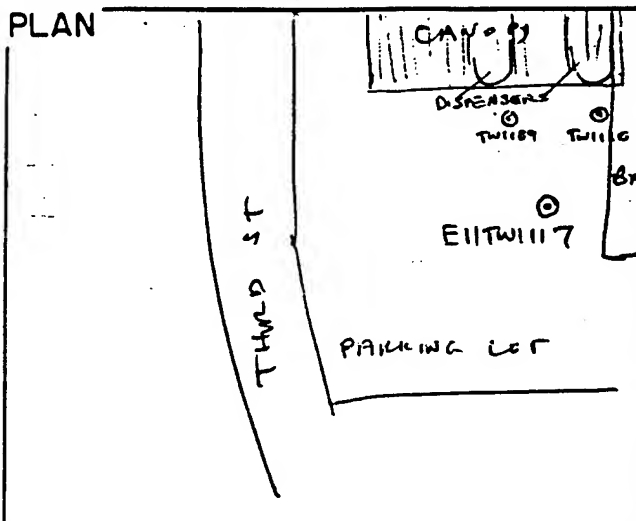 PLAN
CANOPY
DISPENSERS
TW1189
E11TW1117
THIRD ST
PARKING LOT